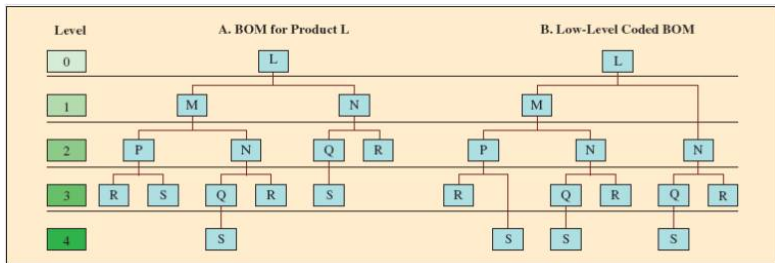 Level A. BOM for Product L B. Low-Level Coded BOM
0 L L
1 M N M
2 P N Q R P N N
3 R S Q R S R Q R Q R
4 S S S S